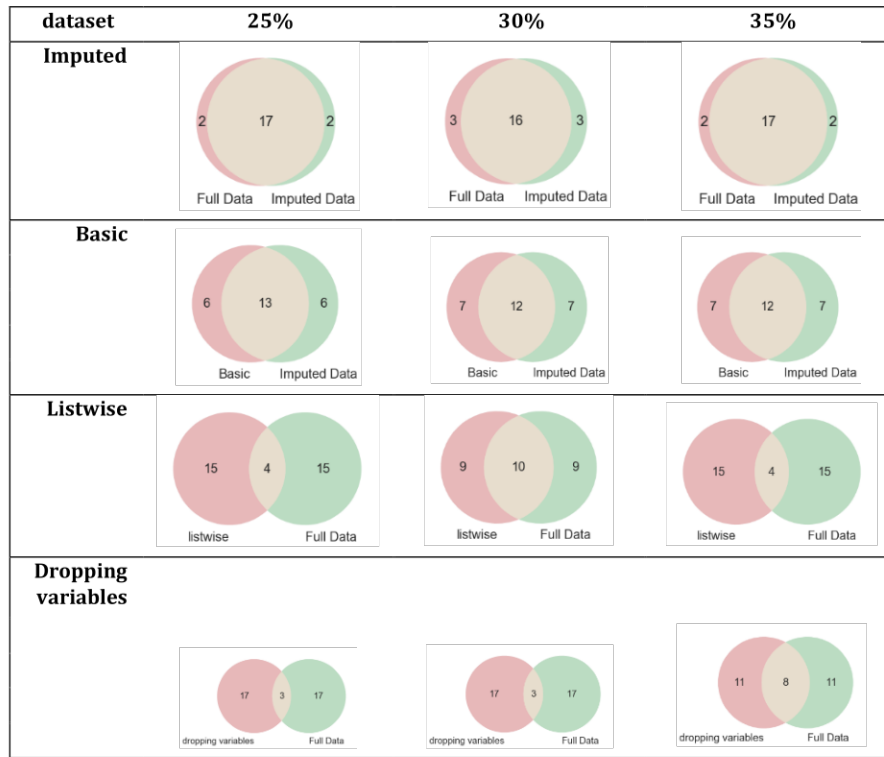 dataset 25% 30% 35%
Imputed
2 17 2
Full Data Imputed Data
3 16 3
Full Data Imputed Data
2 17 2
Full Data Imputed Data
Basic
6 13 6
Basic Imputed Data
7 12 7
Basic Imputed Data
7 12 7
Basic Imputed Data
Listwise
15 4 15
listwise Full Data
9 10 9
listwise Full Data
15 4 15
listwise Full Data
Dropping
variables
17 3 17
dropping variables Full Data
17 3 17
dropping variables Full Data
11 8 11
dropping variables Full Data